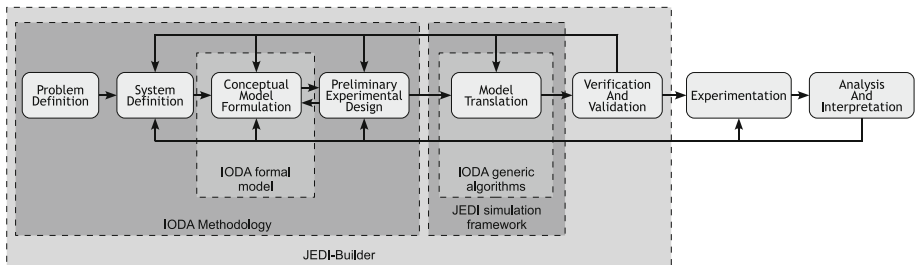 Problem
Definition
System
Definition
Conceptual
Model
Formulation
Preliminary
Experimental
Design
Model
Translation
Verification
And
Validation
Experimentation
Analysis
And
Interpretation
IODA formal
model
IODA generic
algorithms
IODA Methodology
JEDI simulation
framework
JEDI-Builder